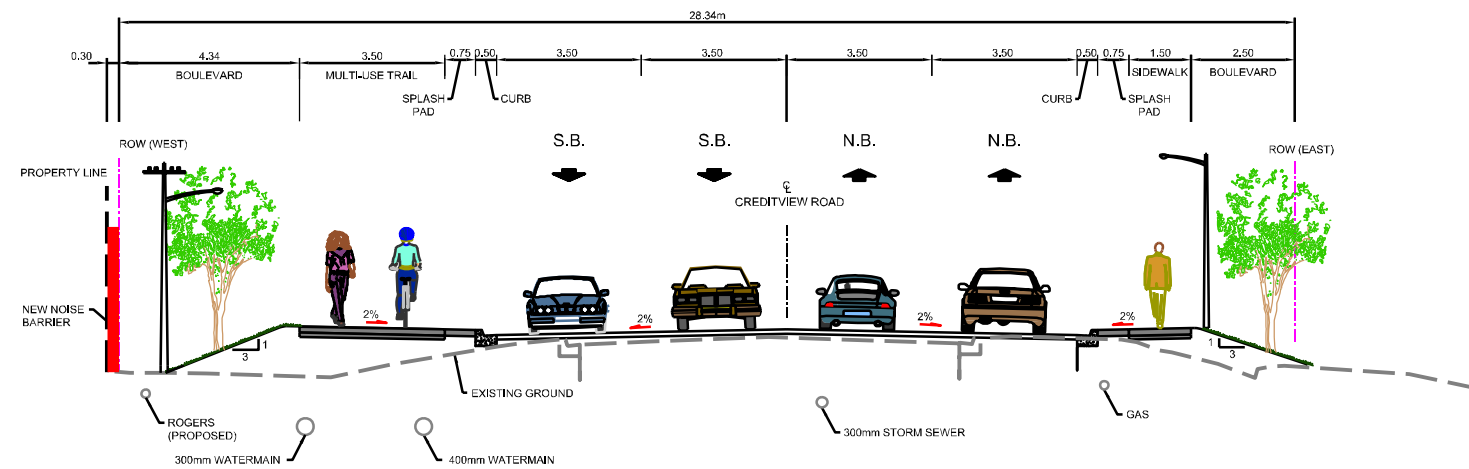 28.34m
0.30
4.34
3.50
0.75
0.50
3.50
3.50
3.50
3.50
0.50
0.75
1.50
2.50
BOULEVARD
MULTI-USE TRAIL
SIDEWALK
BOULEVARD
SPLASH
PAD
CURB
CURB
SPLASH
PAD
ROW (WEST)
S.B.
S.B.
N.B.
N.B.
ROW (EAST)
PROPERTY LINE
CL
CREDITVIEW ROAD
NEW NOISE
BARRIER
2%
2%
2%
2%
1
3
1
3
EXISTING GROUND
ROGERS
(PROPOSED)
300mm WATERMAIN
400mm WATERMAIN
300mm STORM SEWER
GAS